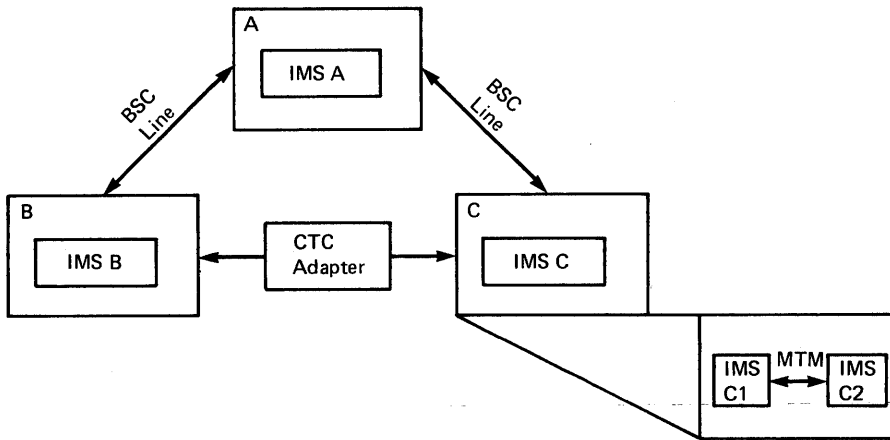 A
IMS A
BSC
Line
BSC
Line
B
IMS B
CTC
Adapter
C
IMS C
IMS
C1
MTM
IMS
C2